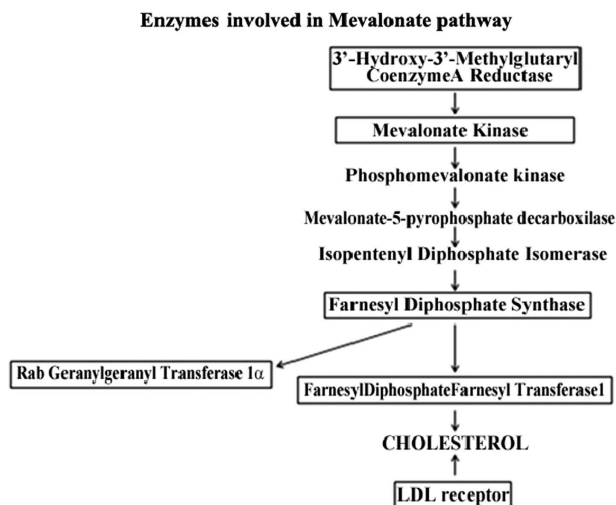 Enzymes involved in Mevalonate pathway
3’-Hydroxy-3’-Methylglutaryl
CoenzymeA Reductase
Mevalonate Kinase
Phosphomevalonate kinase
Mevalonate-5-pyrophosphate decarboxilase
Isopentenyl Diphosphate Isomerase
Farnesyl Diphosphate Synthase
Rab Geranylgeranyl Transferase 1α
FarnesylDiphosphateFarnesyl Transferase1
CHOLESTEROL
LDL receptor